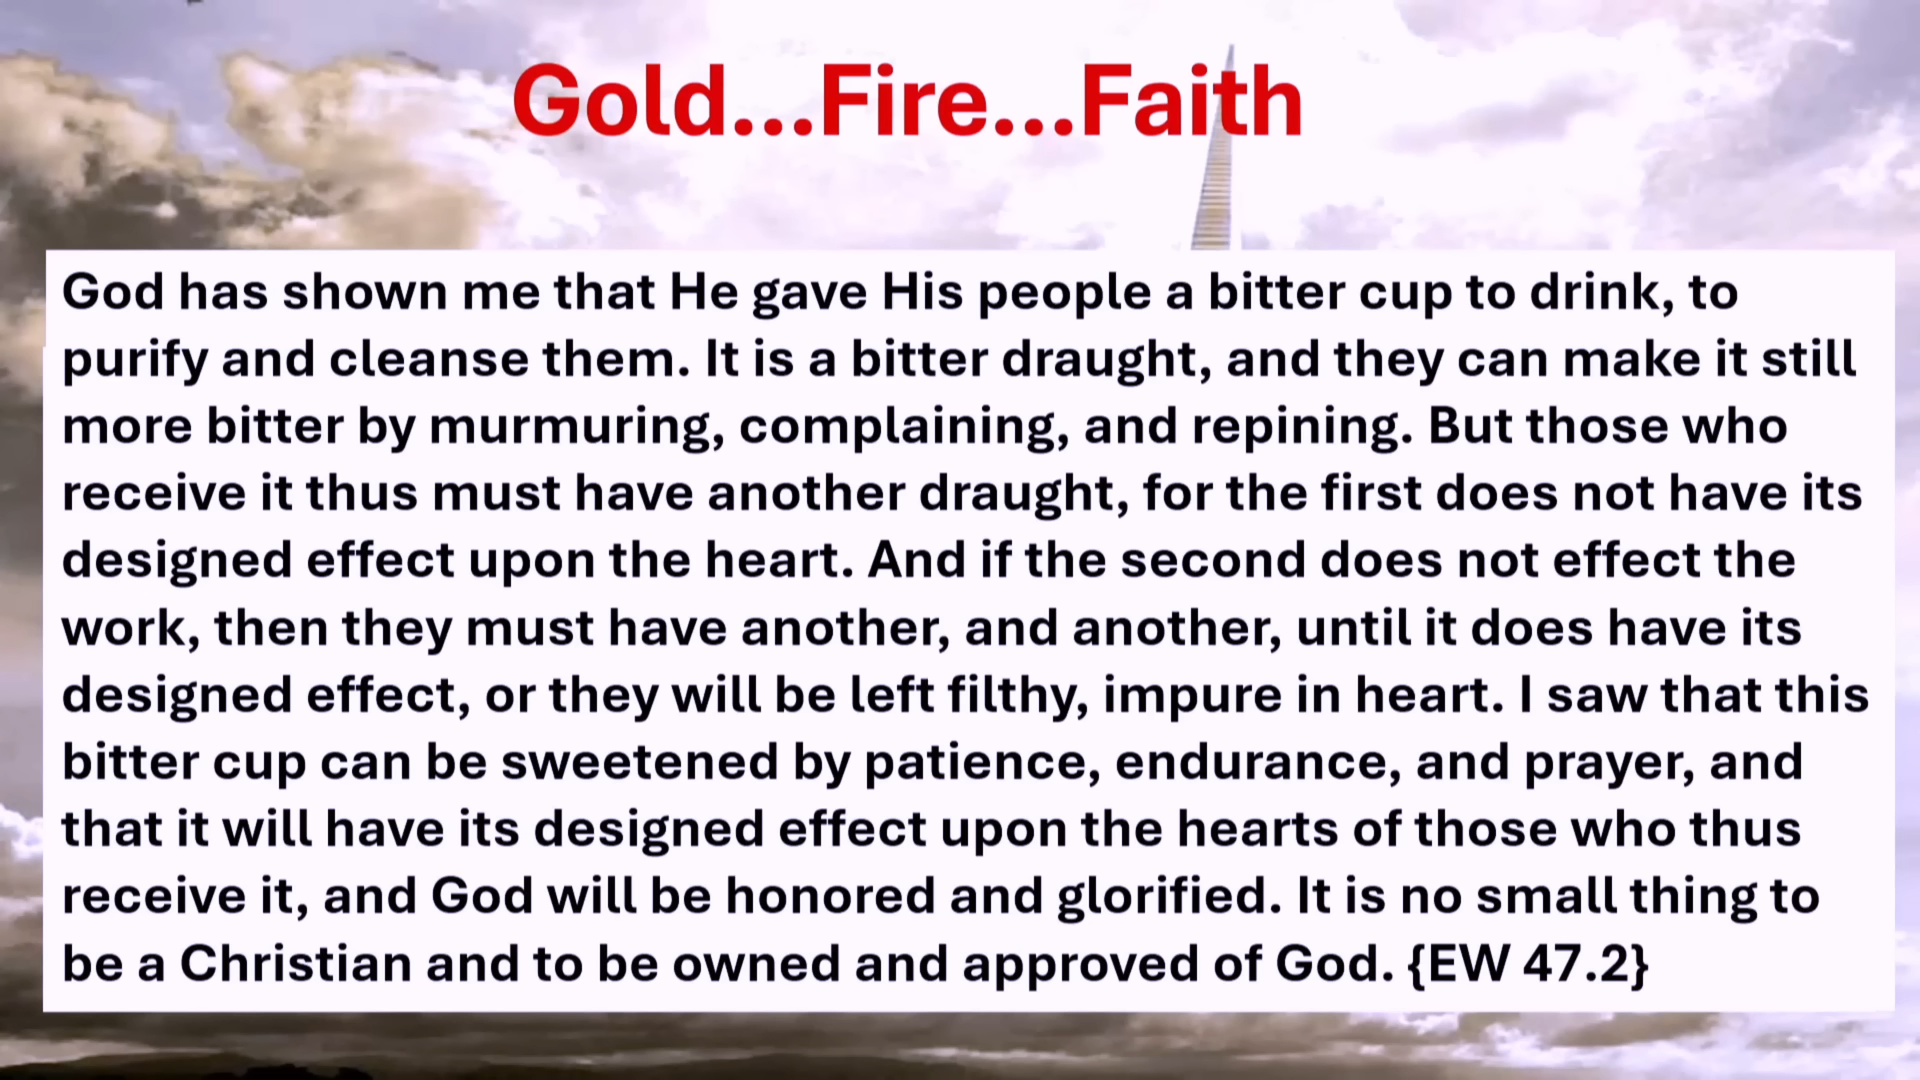 Gold...Fire...Faith
God has shown me that He gave His people a bitter cup to drink, to
purify and cleanse them. It is a bitter draught, and they can make it still
more bitter by murmuring, complaining, and repining. But those who
receive it thus must have another draught, for the first does not have its
designed effect upon the heart. And if the second does not effect the
work, then they must have another, and another, until it does have its
designed effect, or they will be left filthy, impure in heart. I saw that this
bitter cup can be sweetened by patience, endurance, and prayer, and
that it will have its designed effect upon the hearts of those who thus
receive it, and God will be honored and glorified. It is no small thing to
be a Christian and to be owned and approved of God. {EW 47.2}